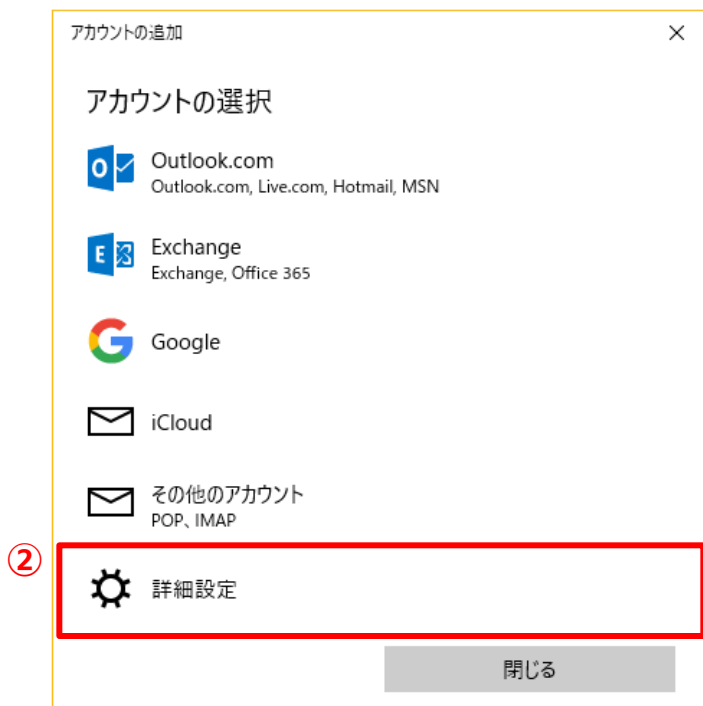 アカウントの追加
アカウントの選択
Outlook.com
Outlook.com, Live.com, Hotmail, MSN
Exchange
Exchange, Office 365
Google
iCloud
その他のアカウント
POP、IMAP
② 詳細設定
閉じる